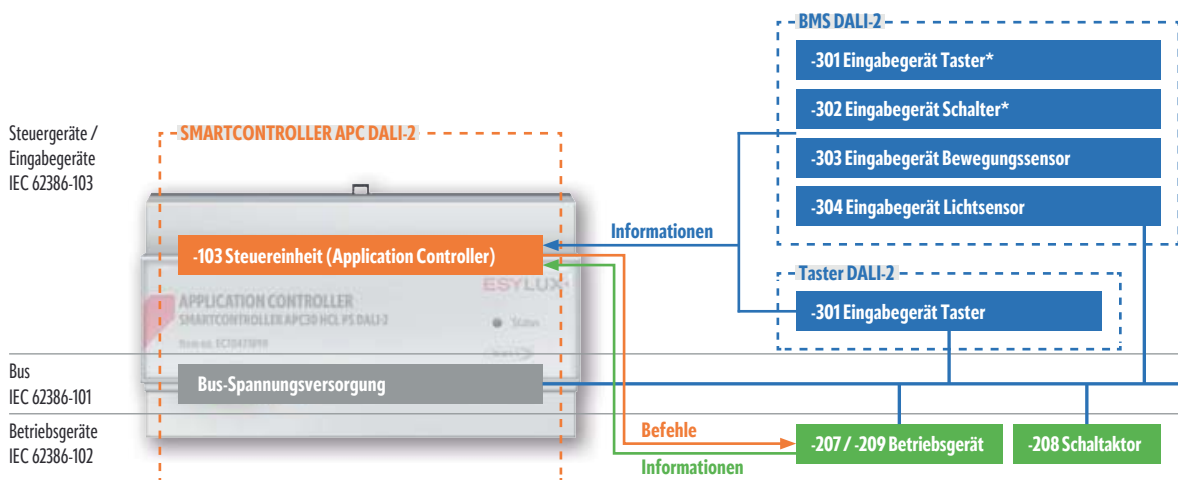 BMS DALI-2
-301 Eingabegerät Taster*
-302 Eingabegerät Schalter*
-303 Eingabegerät Bewegungssensor
-304 Eingabegerät Lichtsensor
Steuergeräte /
Eingabegeräte
IEC 62386-103
SMARTCONTROLLER APC DALI-2
Informationen
-103 Steuereinheit (Application Controller)
Taster DALI-2
-301 Eingabegerät Taster
ESYLUX
APPLICATION CONTROLLER
SMARTCONTROLLER APC30 HCL PS DALI-2
Status
Item no.
Bus
IEC 62386-101
Bus-Spannungsversorgung
Betriebsgeräte
IEC 62386-102
Befehle
Informationen
-207 / -209 Betriebsgerät
-208 Schaltaktor